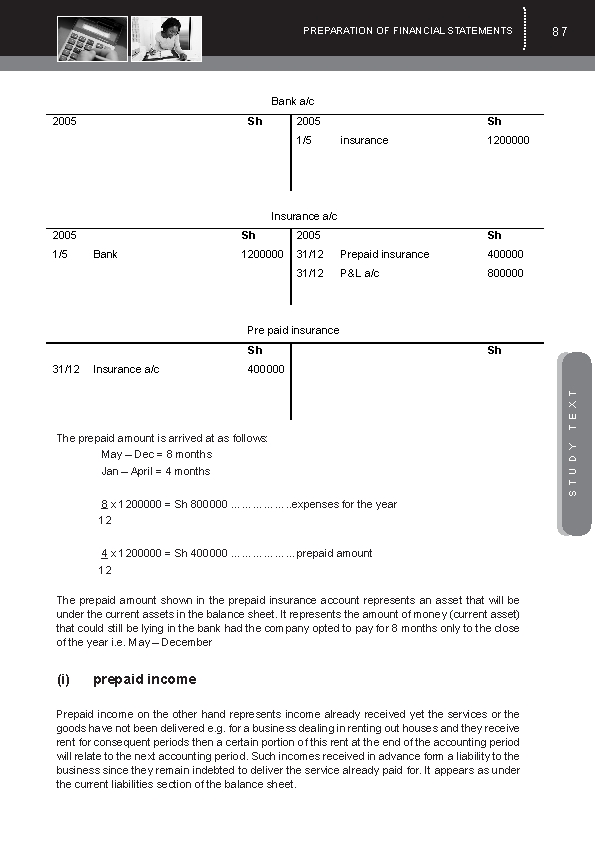 PREPARATION OF FINANCIAL STATEMENTS 87
Bank a/c
2005 Sh 2005 Sh
1/5 insurance 1200000
Insurance a/c
2005 Sh 2005 Sh
1/5 Bank 1200000 31/12 Prepaid insurance 400000
31/12 P&L a/c 800000
Pre paid insurance
Sh Sh
31/12 Insurance a/c 400000
The prepaid amount is arrived at as follows:
May – Dec = 8 months
Jan – April = 4 months
8 x 1200000 = Sh 800000 ……………..expenses for the year
12
4 x 1200000 = Sh 400000 ………………prepaid amount
12
The prepaid amount shown in the prepaid insurance account represents an asset that will be
under the current assets in the balance sheet. It represents the amount of money (current asset)
that could still be lying in the bank had the company opted to pay for 8 months only to the close
of the year i.e. May – December
(i) prepaid income
Prepaid income on the other hand represents income already received yet the services or the
goods have not been delivered e.g. for a business dealing in renting out houses and they receive
rent for consequent periods then a certain portion of this rent at the end of the accounting period
will relate to the next accounting period. Such incomes received in advance form a liability to the
business since they remain indebted to deliver the service already paid for. It appears as under
the current liabilities section of the balance sheet.
STUDY TEXT